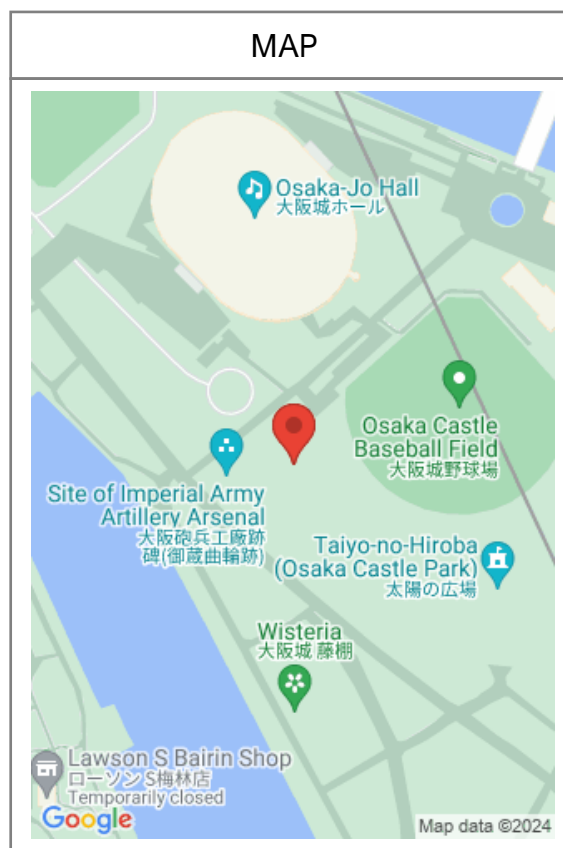 MAP
Osaka-Jo Hall
大阪城ホール
Osaka Castle
Baseball Field
大阪城野球場
Site of Imperial Army
Artillery Arsenal
大阪砲兵工廠跡
碑(御蔵曲輪跡)
Taiyo-no-Hiroba
(Osaka Castle Park)
太陽の広場
Wisteria
大阪城 藤棚
Lawson S Bairin Shop
ローソン S梅林店
Temporarily closed
Google
Map data ©2024